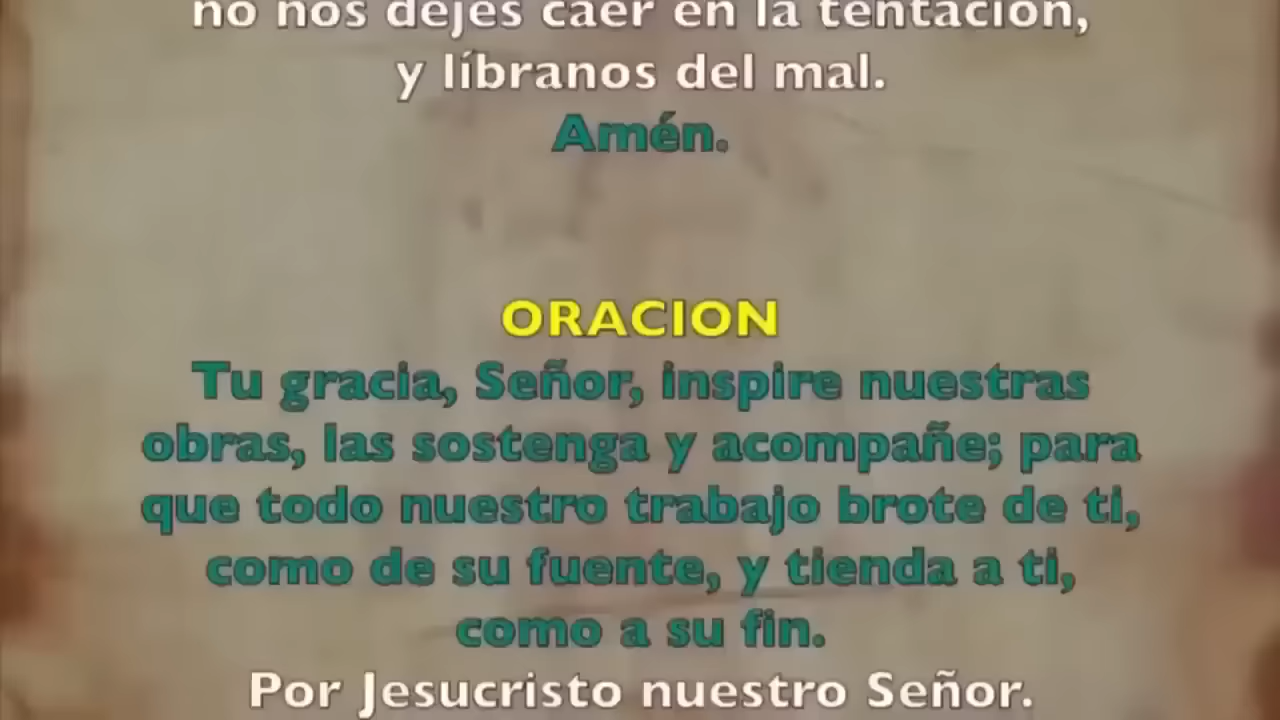 no nos dejes caer en la tentación,
y líbranos del mal.
Amén.
ORACION
Tu gracia, Señor, inspire nuestras
obras, las sostenga y acompañe; para
que todo nuestro trabajo brote de ti,
como de su fuente, y tienda a ti,
como a su fin.
Por Jesucristo nuestro Señor.